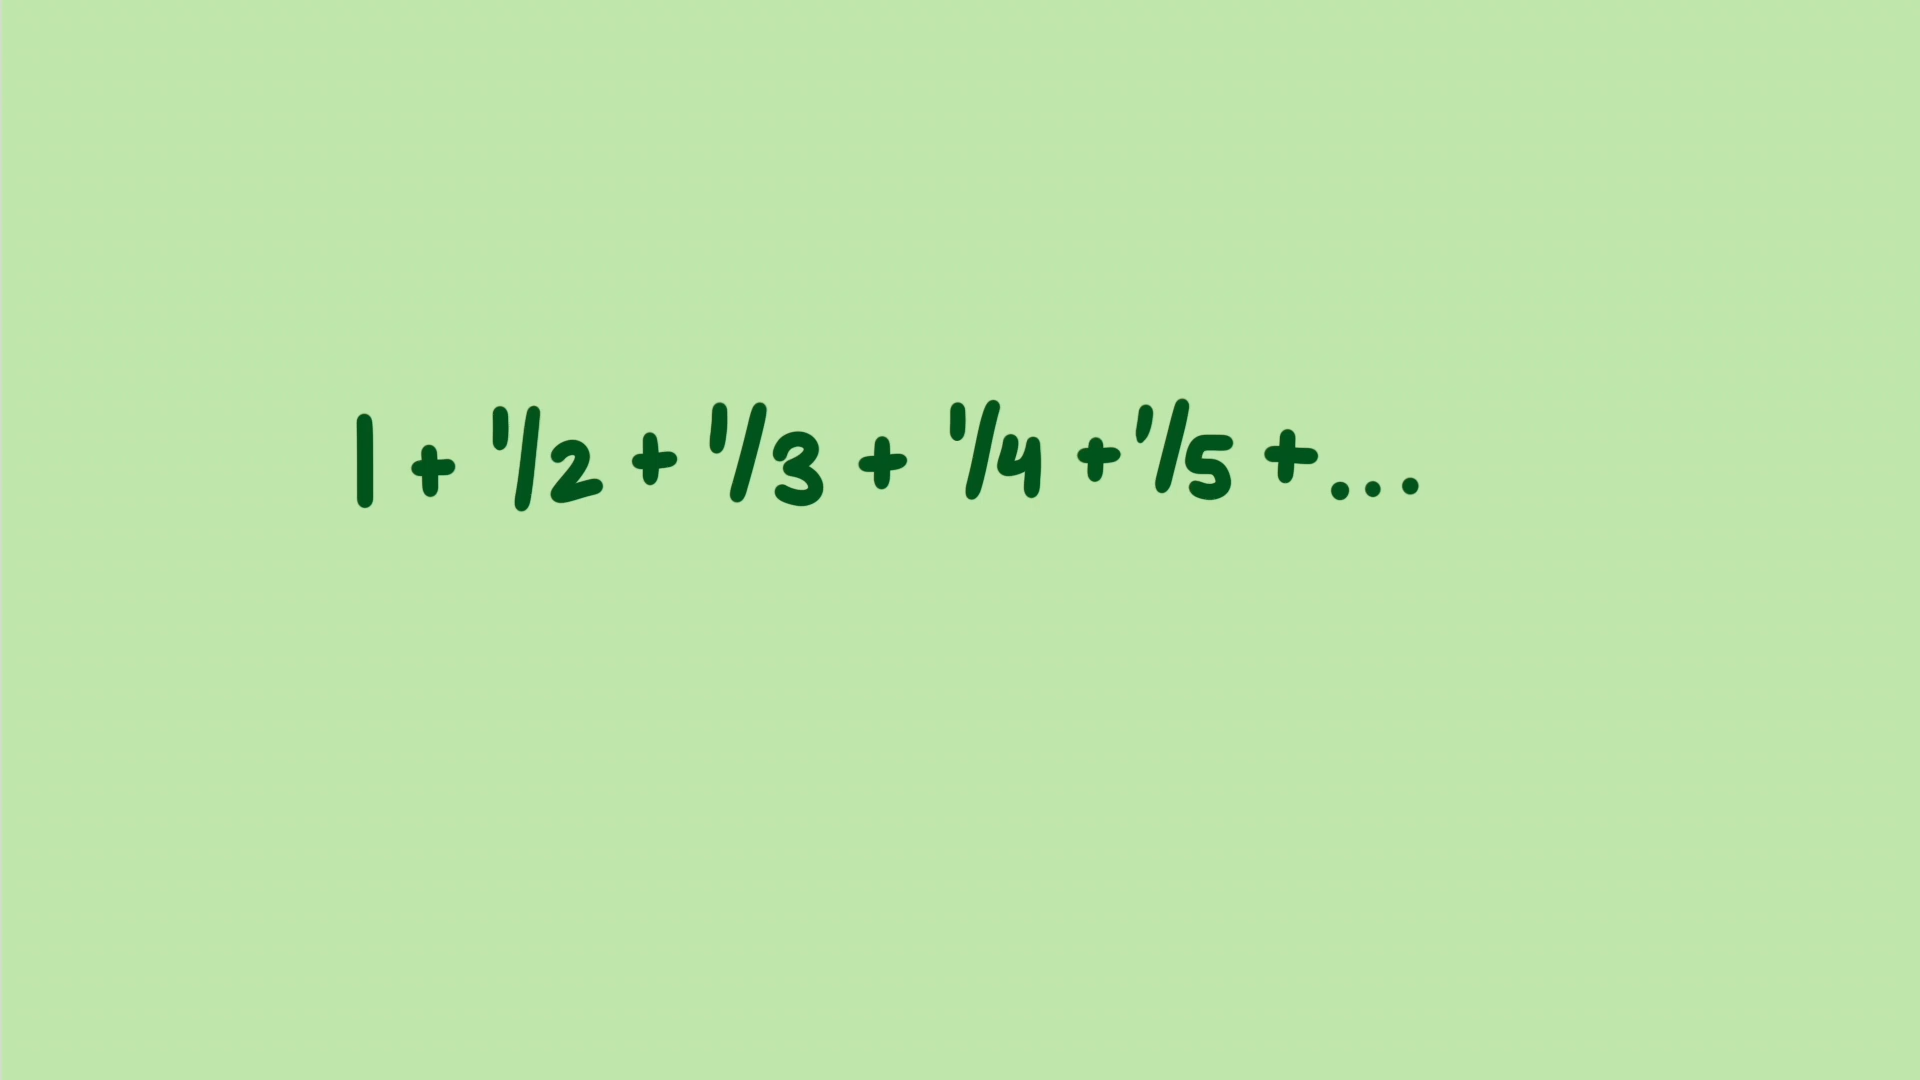 1 + 1/2 + 1/3 + 1/4 + 1/5 + ...